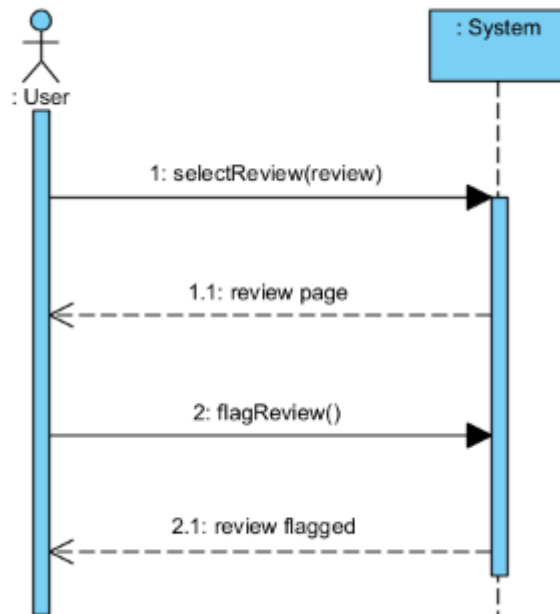 : System
: User
1: selectReview(review)
1.1: review page
2: flagReview()
2.1: review flagged